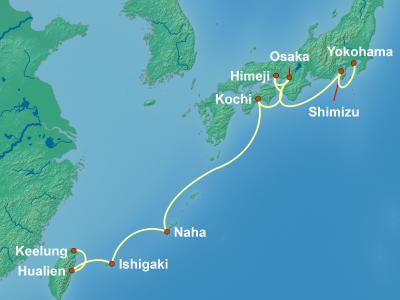 Osaka
Yokohama
Himeji
Kochi
Shimizu
Naha
Keelung
Ishigaki
Hualien